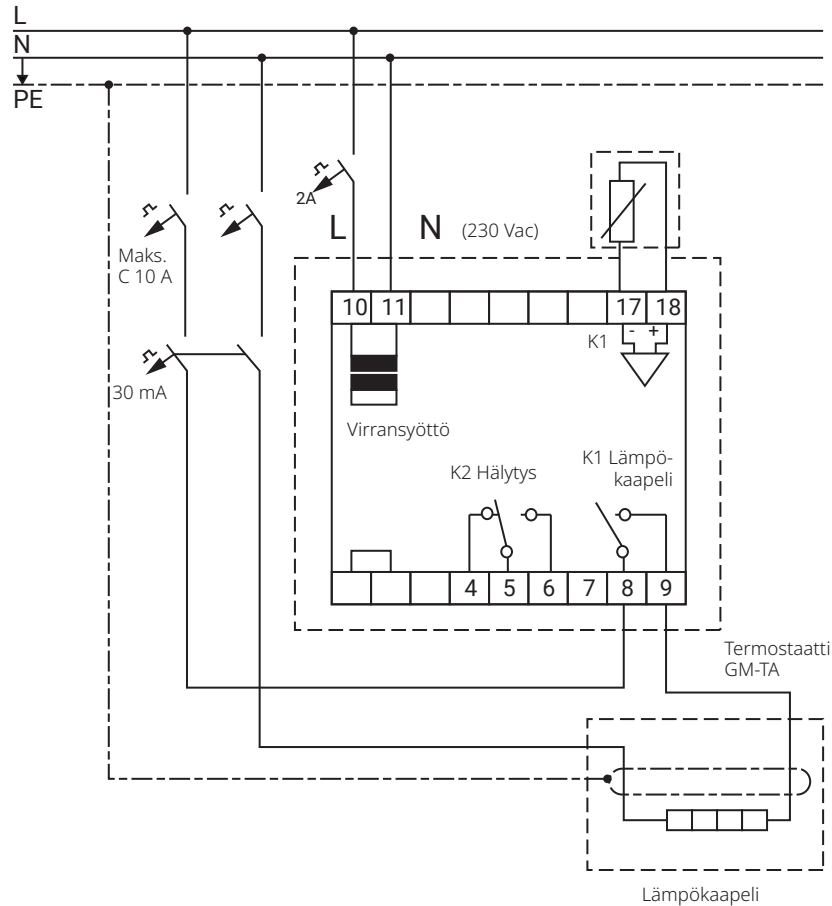 L
N
PE
2A
L N (230 Vac)
Maks.
C 10 A
30 mA
10 11 17 18
- +
K1
Virransyöttö
K2 Hälytys
K1 Lämpö-
kaapeli
4 5 6 7 8 9
Termostaatti
GM-TA
Lämpökaapeli